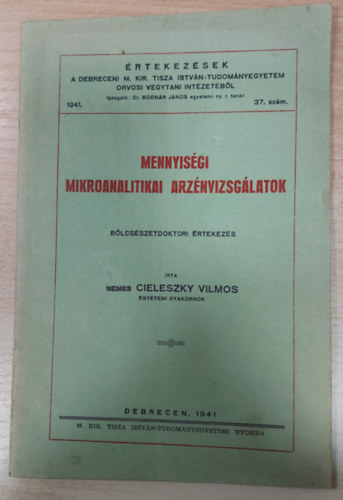 ÉRTEKEZÉSEK
A DEBRECENI M. KIR. TISZA ISTVÁN-TUDOMÁNYEGYETEM
ORVOSI VEGYTANI INTÉZETÉBŐL
Igazgató: Dr. BODNÁR JÁNOS egyetemi ny. r. tanár.
1941. 37. szám.
MENNYISÉGI
MIKROANALITIKAI ARZÉNVIZSGÁLATOK
BÖLCSÉSZETDOKTORI ÉRTEKEZÉS
IRTA
NEMES CIELESZKY VILMOS
EGYETEMI GYAKORNOK
DEBRECEN, 1941
M. KIR. TISZA ISTVÁN-TUDOMÁNYEGYETEMI NYOMDA